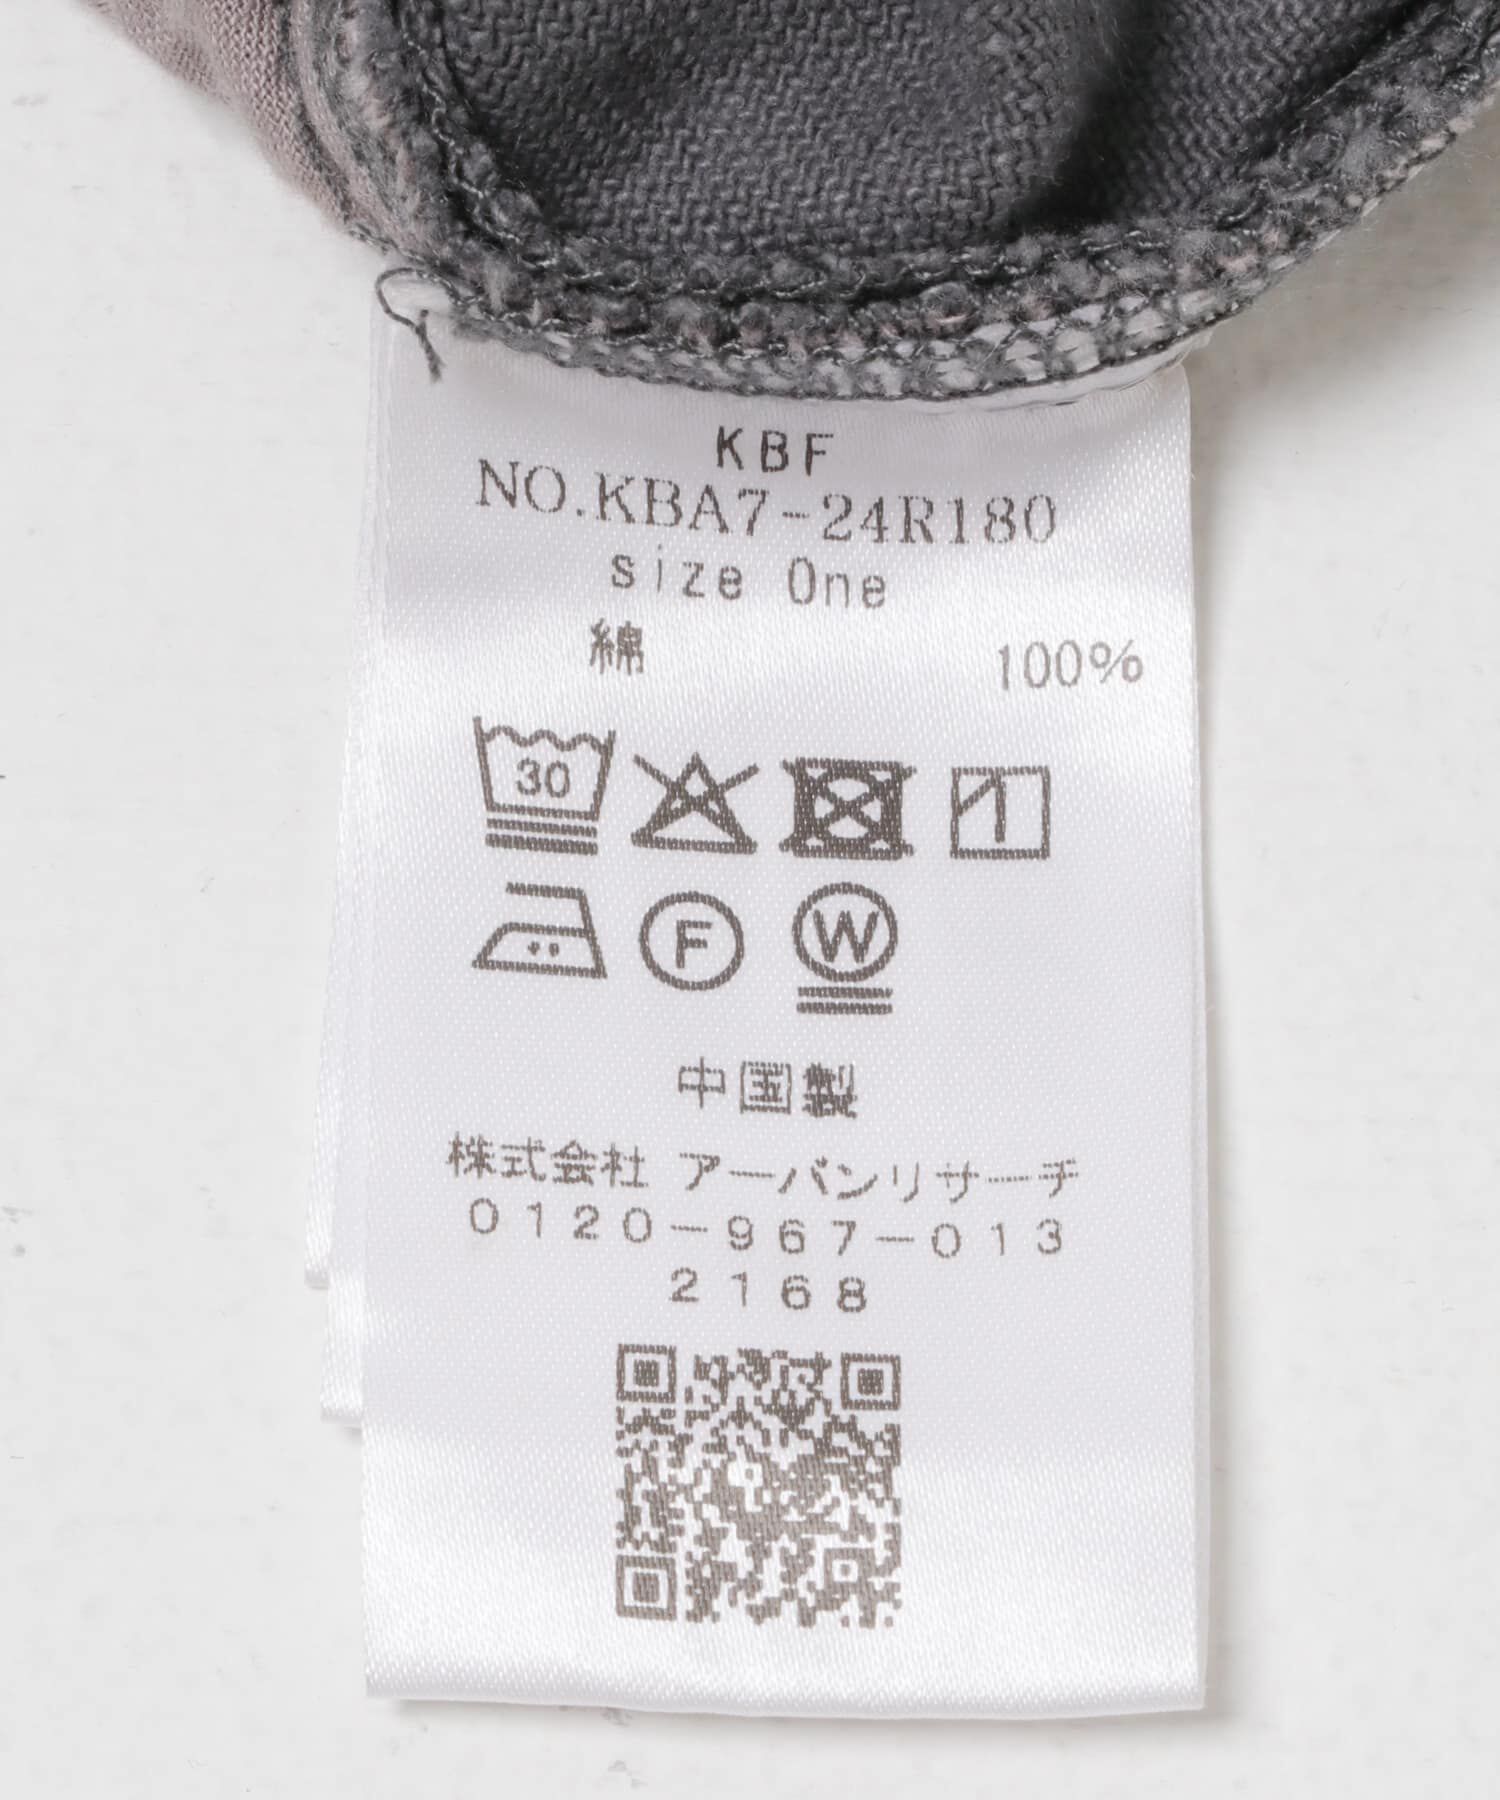 KBF
NO.KBA7-24R180
size One
綿 100%
30
F W
中国製
株式会社 アーバンリサーチ
0120-967-013
2168